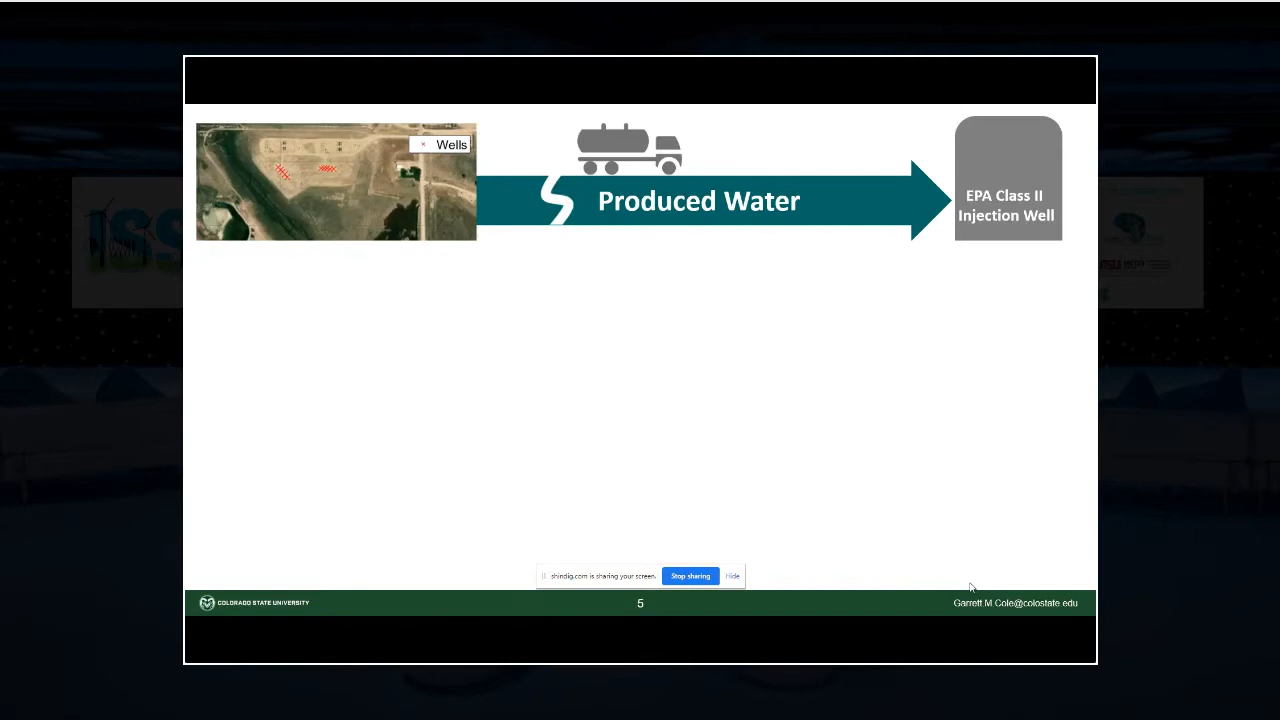 Wells
Produced Water
EPA Class II
Injection Well
shindig.com is sharing your screen.
Stop sharing
Hide
COLORADO STATE UNIVERSITY
5
Garrett.M.Cole@colostate.edu